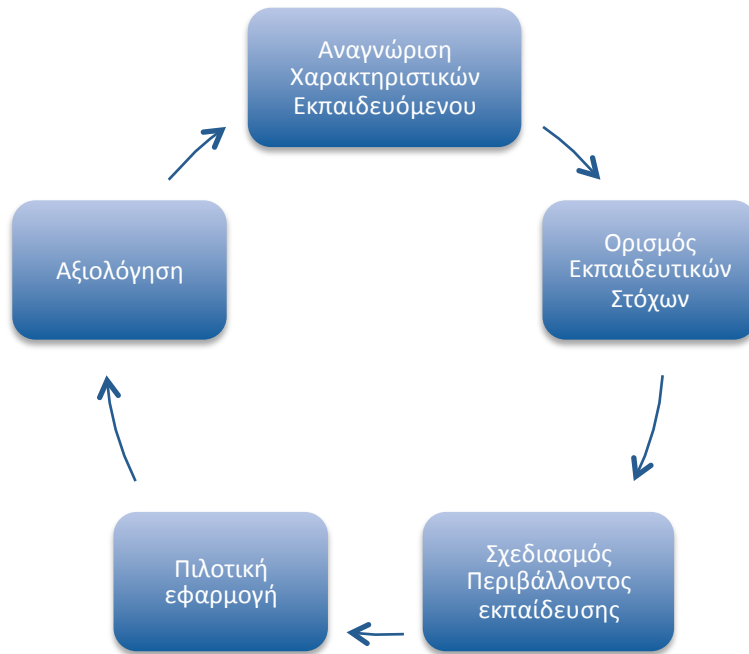 Αναγνώριση
Χαρακτηριστικών
Εκπαιδευόμενου
Ορισμός
Εκπαιδευτικών
Στόχων
Σχεδιασμός
Περιβάλλοντος
εκπαίδευσης
Πιλοτική
εφαρμογή
Αξιολόγηση